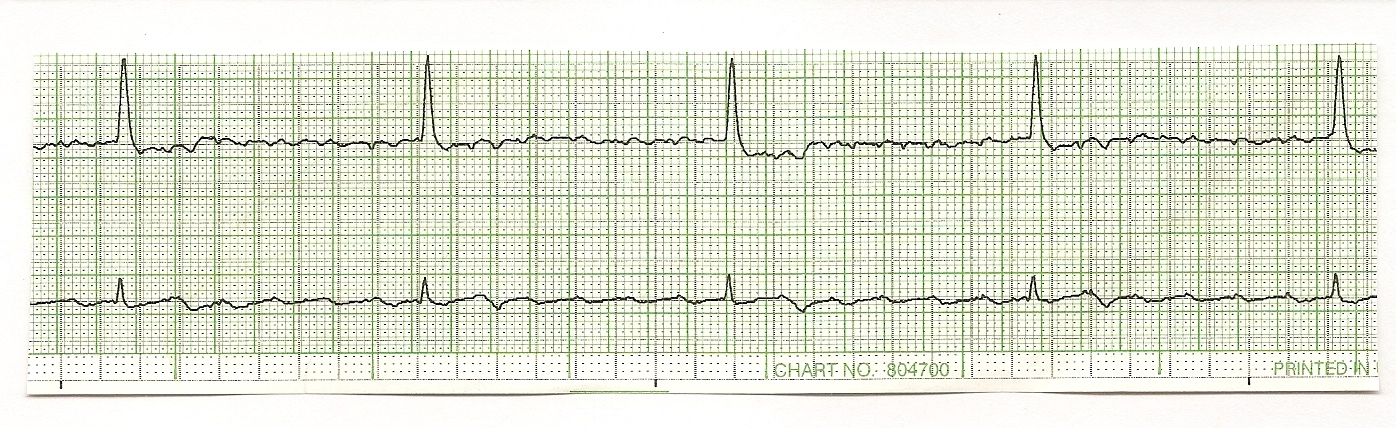 CHART NO. 804700
PRINTED IN